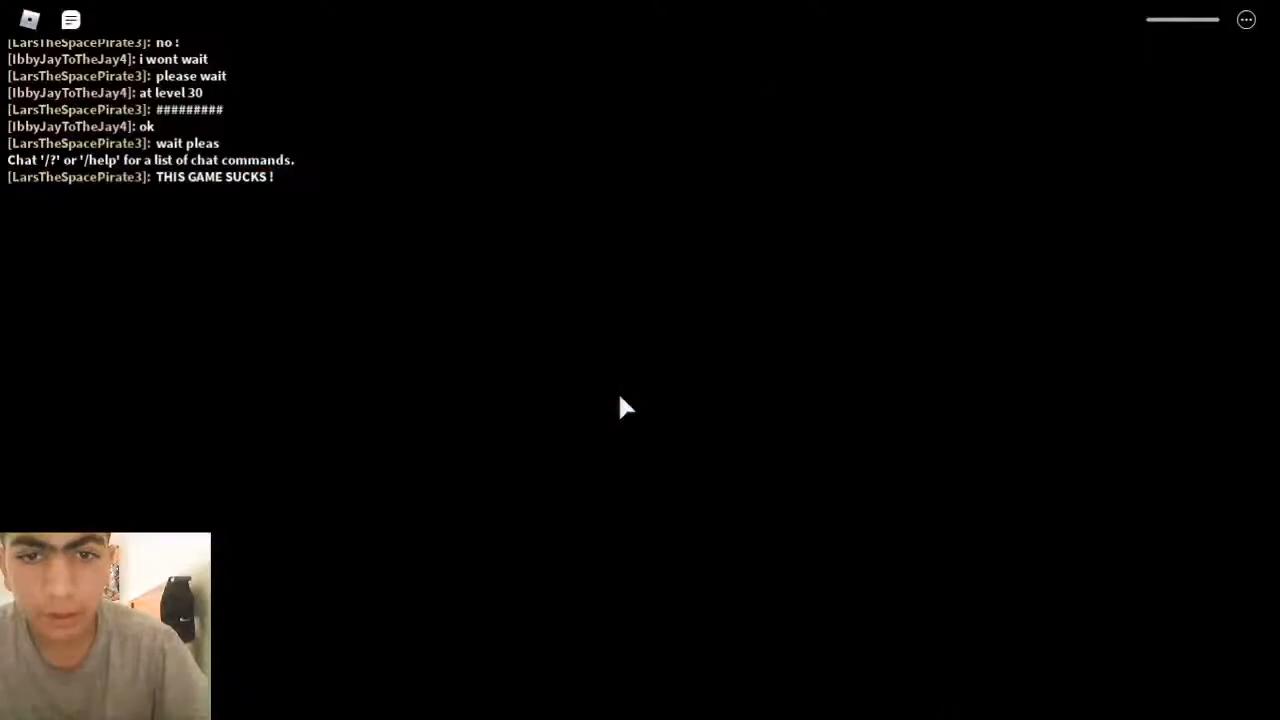 [LarsTheSpacePirate3]: no !
[IbbyJayToTheJay4]: i wont wait
[LarsTheSpacePirate3]: please wait
[IbbyJayToTheJay4]: at level 30
[LarsTheSpacePirate3]: #########
[IbbyJayToTheJay4]: ok
[LarsTheSpacePirate3]: wait pleas
Chat '/?' or '/help' for a list of chat commands.
[LarsTheSpacePirate3]: THIS GAME SUCKS !